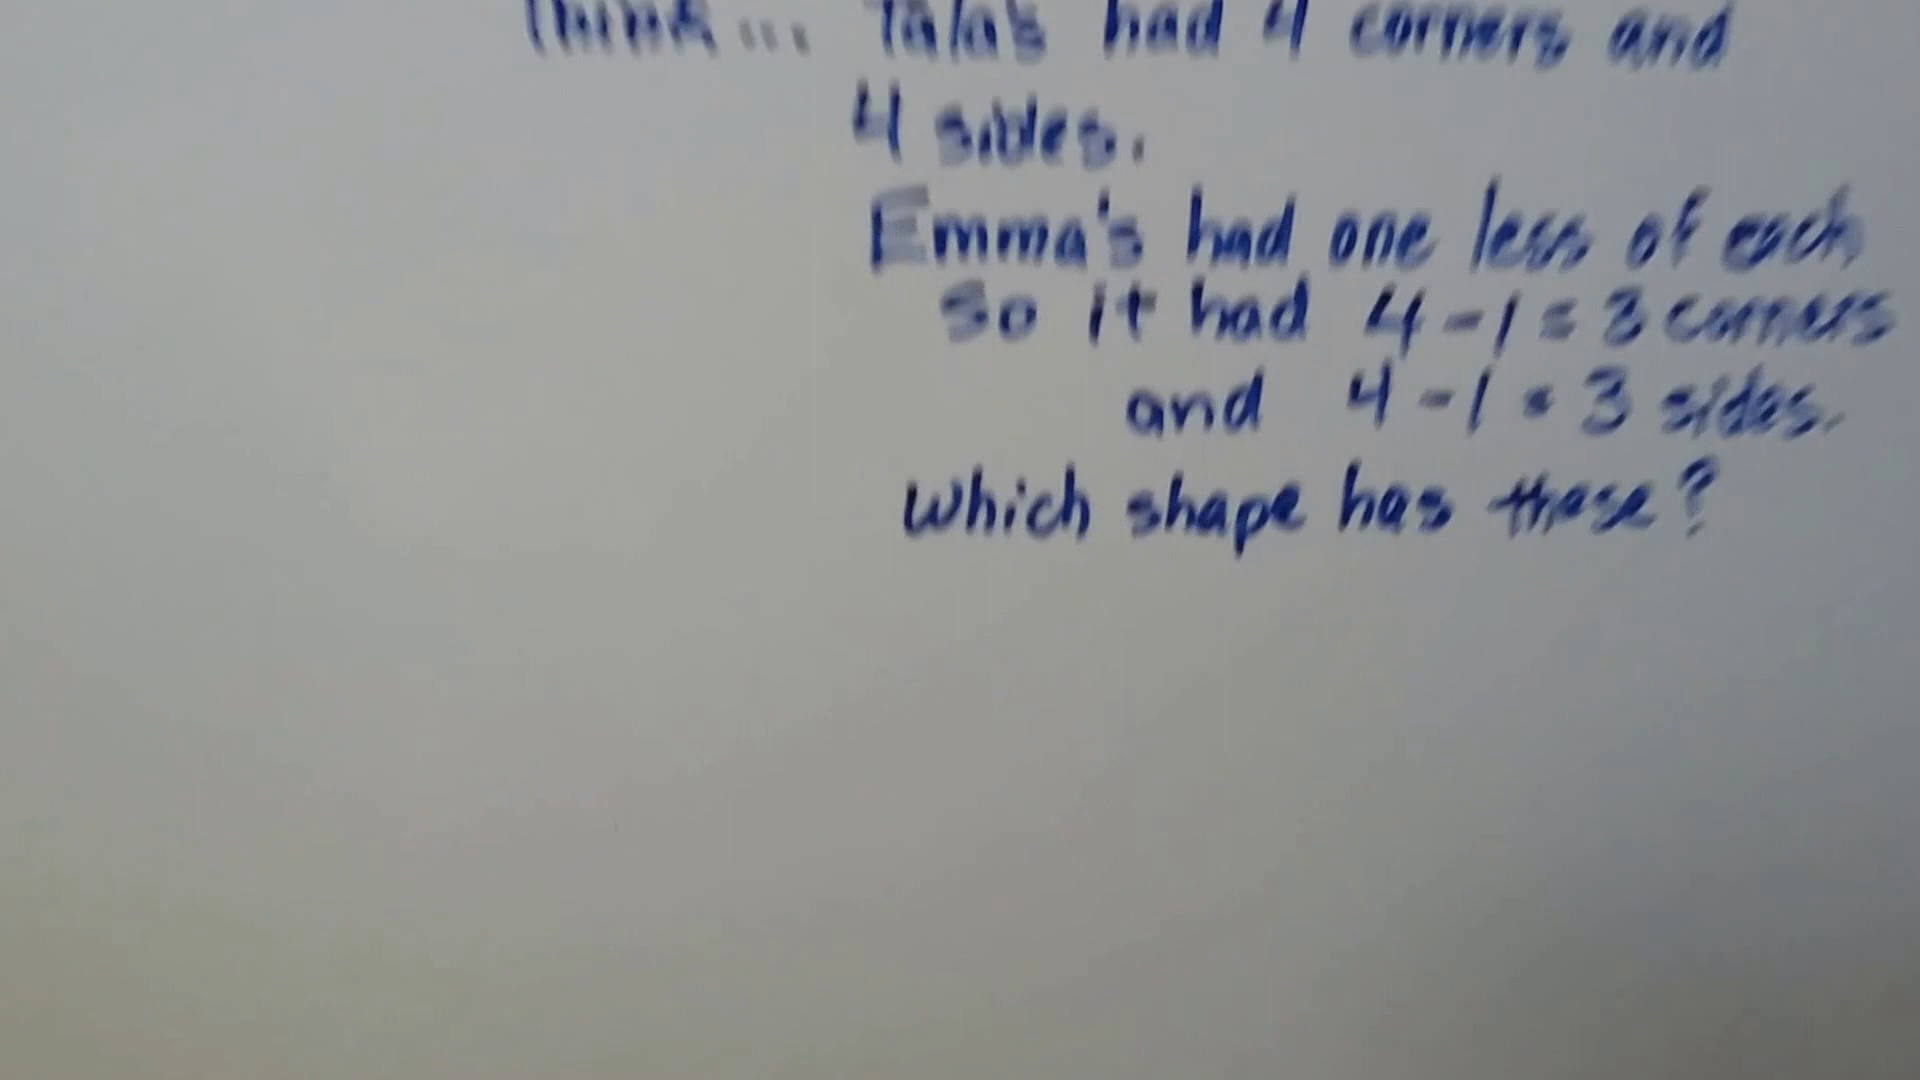 Think... Tala's had 4 corners and
4 sides.
Emma's had one less of each
so it had 4-1=3 corners
and 4-1=3 sides.
Which shape has these?